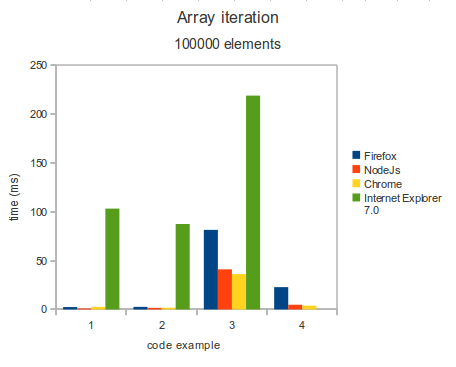 Array iteration
100000 elements
250
200
150
100
50
0
time (ms)
1 2 3 4
code example
Firefox
NodeJs
Chrome
Internet Explorer
7.0